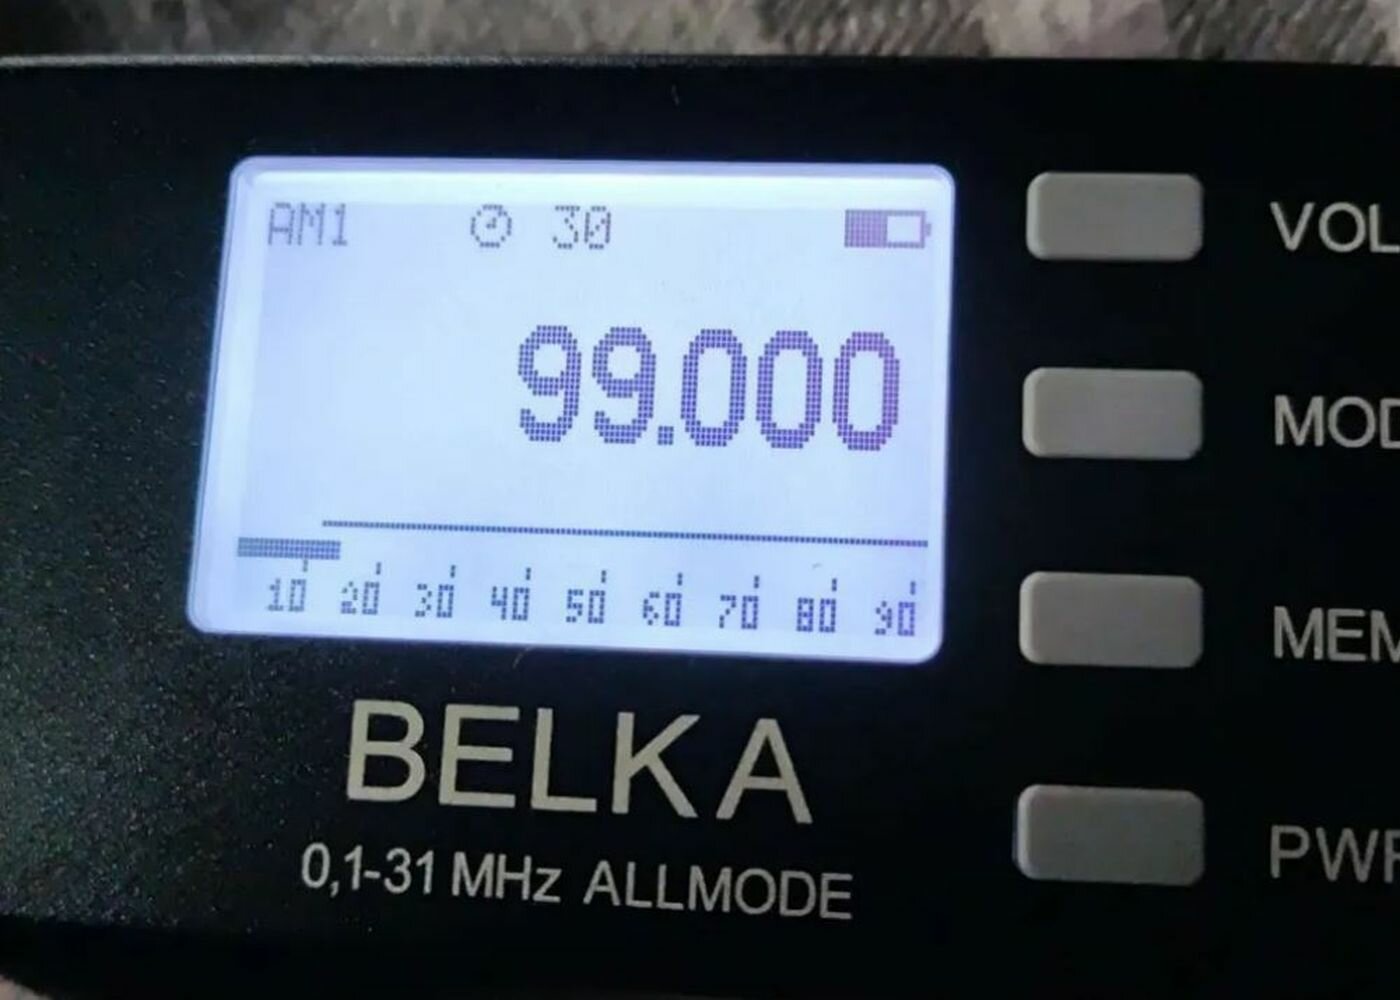 AM1 30
99.000
10 20 30 40 50 60 70 80 90
BELKA
0,1-31 MHz ALLMODE
VOL
MOD
MEM
PWR